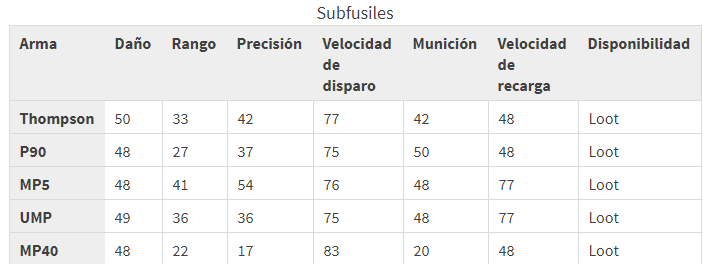 Subfusiles
Arma Daño Rango Precisión Velocidad de disparo Munición Velocidad de recarga Disponibilidad
Thompson 50 33 42 77 42 48 Loot
P90 48 27 37 75 50 48 Loot
MP5 48 41 54 76 48 77 Loot
UMP 49 36 36 75 48 77 Loot
MP40 48 22 17 83 20 48 Loot